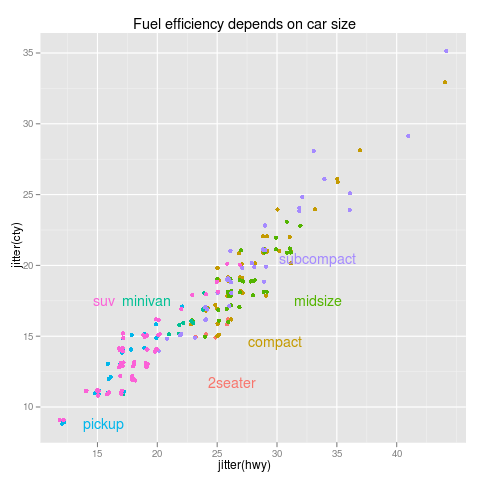 Fuel efficiency depends on car size
35
30
25
20
15
10
jitter(cty)
subcompact
suv minivan
midsize
compact
2seater
pickup
15 20 25 30 35 40
jitter(hwy)